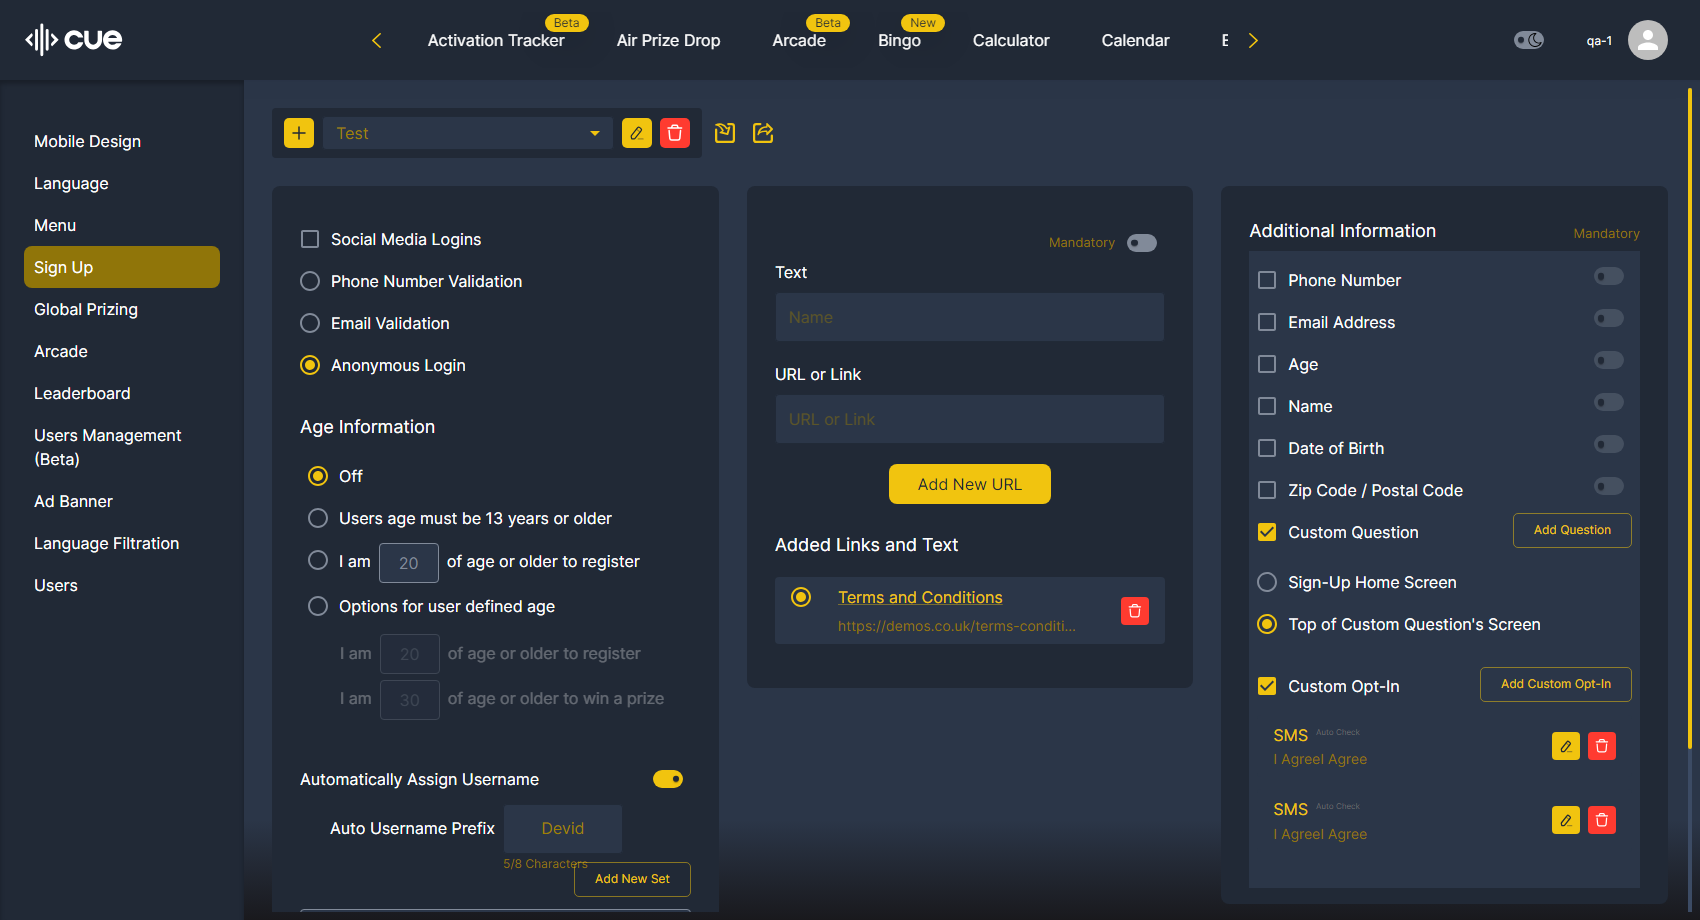 cue
Activation Tracker
Beta
Air Prize Drop
Arcade
Beta
Bingo
New
Calculator
Calendar
qa-1
Mobile Design
Language
Menu
Sign Up
Global Prizing
Arcade
Leaderboard
Users Management
(Beta)
Ad Banner
Language Filtration
Users
Test
Social Media Logins
Phone Number Validation
Email Validation
Anonymous Login
Age Information
Off
Users age must be 13 years or older
I am 20 of age or older to register
Options for user defined age
I am 20 of age or older to register
I am 30 of age or older to win a prize
Automatically Assign Username
Auto Username Prefix Devid
5/8 Characters
Add New Set
Mandatory
Text
Name
URL or Link
URL or Link
Add New URL
Added Links and Text
Terms and Conditions
https://demos.co.uk/terms-conditi...
Additional Information
Mandatory
Phone Number
Email Address
Age
Name
Date of Birth
Zip Code / Postal Code
Custom Question
Add Question
Sign-Up Home Screen
Top of Custom Question's Screen
Custom Opt-In
Add Custom Opt-In
SMS Auto Check
I AgreeI Agree
SMS Auto Check
I AgreeI Agree